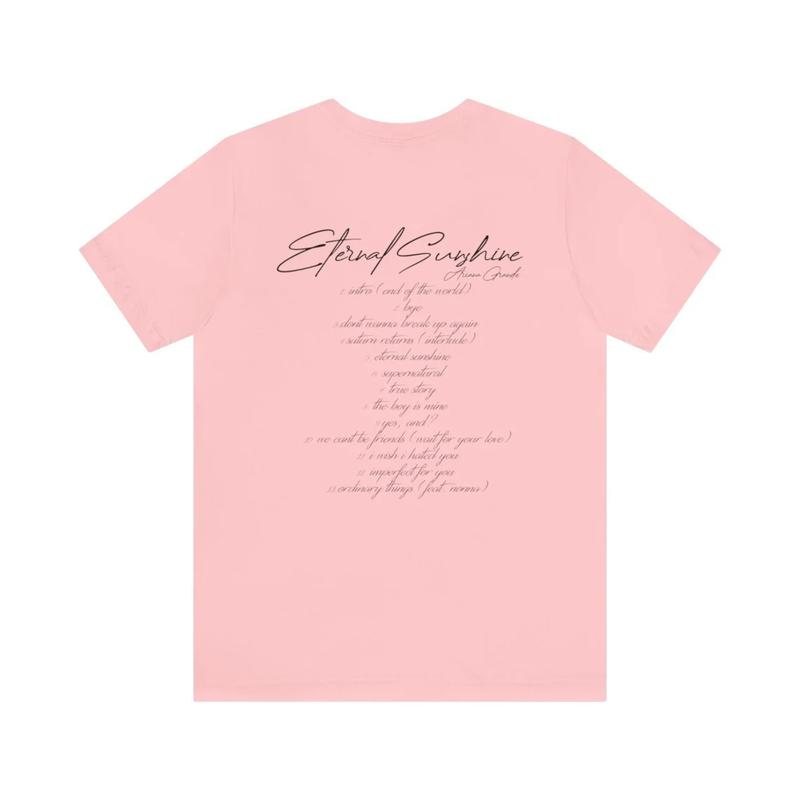 Eternal Sunshine
Ariana Grande
1. intro (end of the world)
2. bye
3. dont wanna break up again
4. saturn returns (interlude)
5. eternal sunshine
6. supernatural
7. true story
8. the boy is mine
9. yes, and?
10. we cant be friends (wait for your love)
11. i wish i hated you
12. imperfect for you
13. ordinary things (feat. nonna)